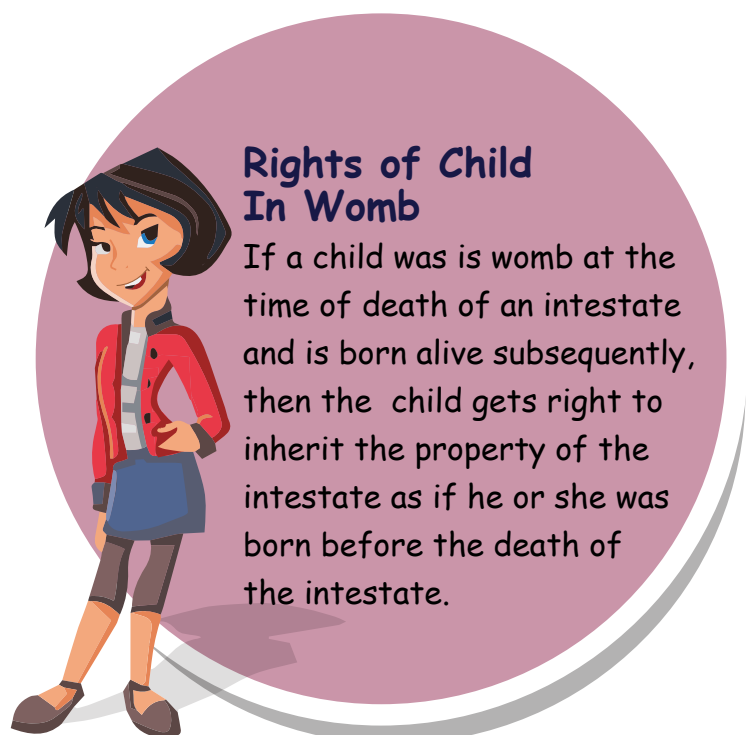 Rights of Child
In Womb
If a child was is womb at the
time of death of an intestate
and is born alive subsequently,
then the child gets right to
inherit the property of the
intestate as if he or she was
born before the death of
the intestate.